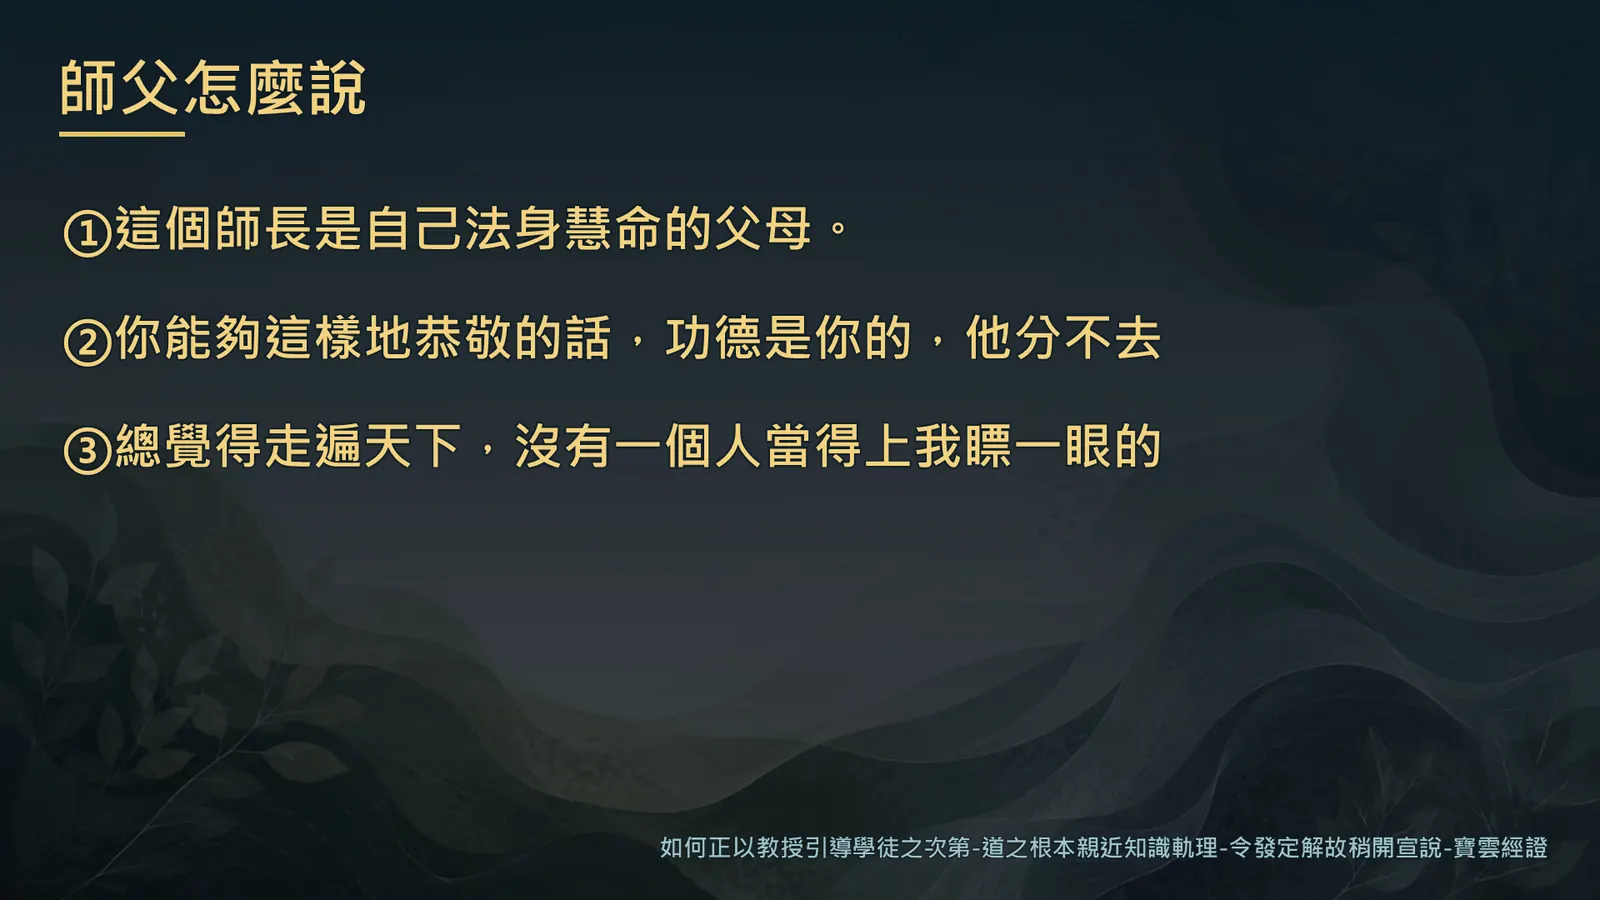 師父怎麼說
①這個師長是自己法身慧命的父母。
②你能夠這樣地恭敬的話，功德是你的，他分不去
③總覺得走遍天下，沒有一個人當得上我瞟一眼的
如何正以教授引導學徒之次第-道之根本親近知識軌理-令發定解故稍開宣說-寶雲經證